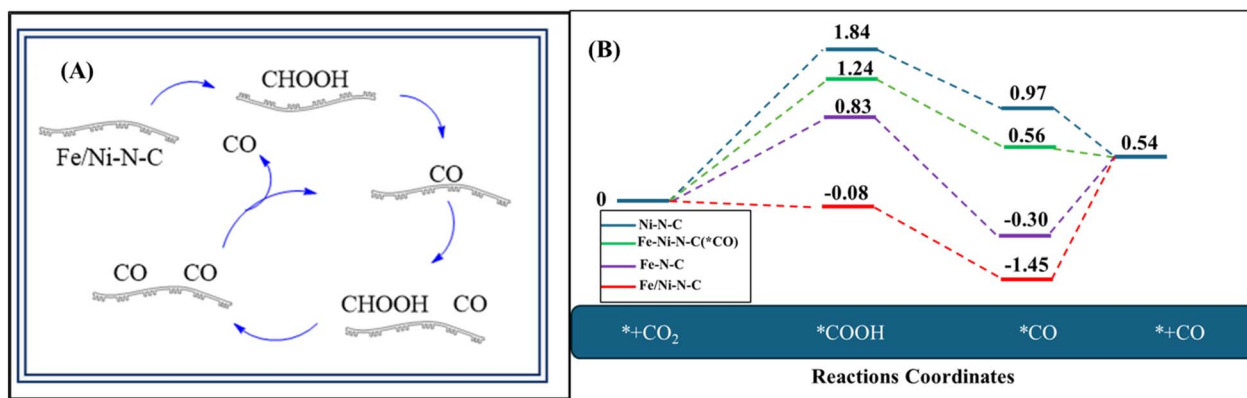 (A)
CHOOH
Fe/Ni-N-C
CO
CO
CO CO
CHOOH CO
(B)
1.84
1.24
0.97
0.83
0.56
0.54
0
-0.08
-0.30
-1.45
Ni-N-C
Fe-Ni-N-C(*CO)
Fe-N-C
Fe/Ni-N-C
*+CO₂ *COOH *CO *+CO
Reactions Coordinates